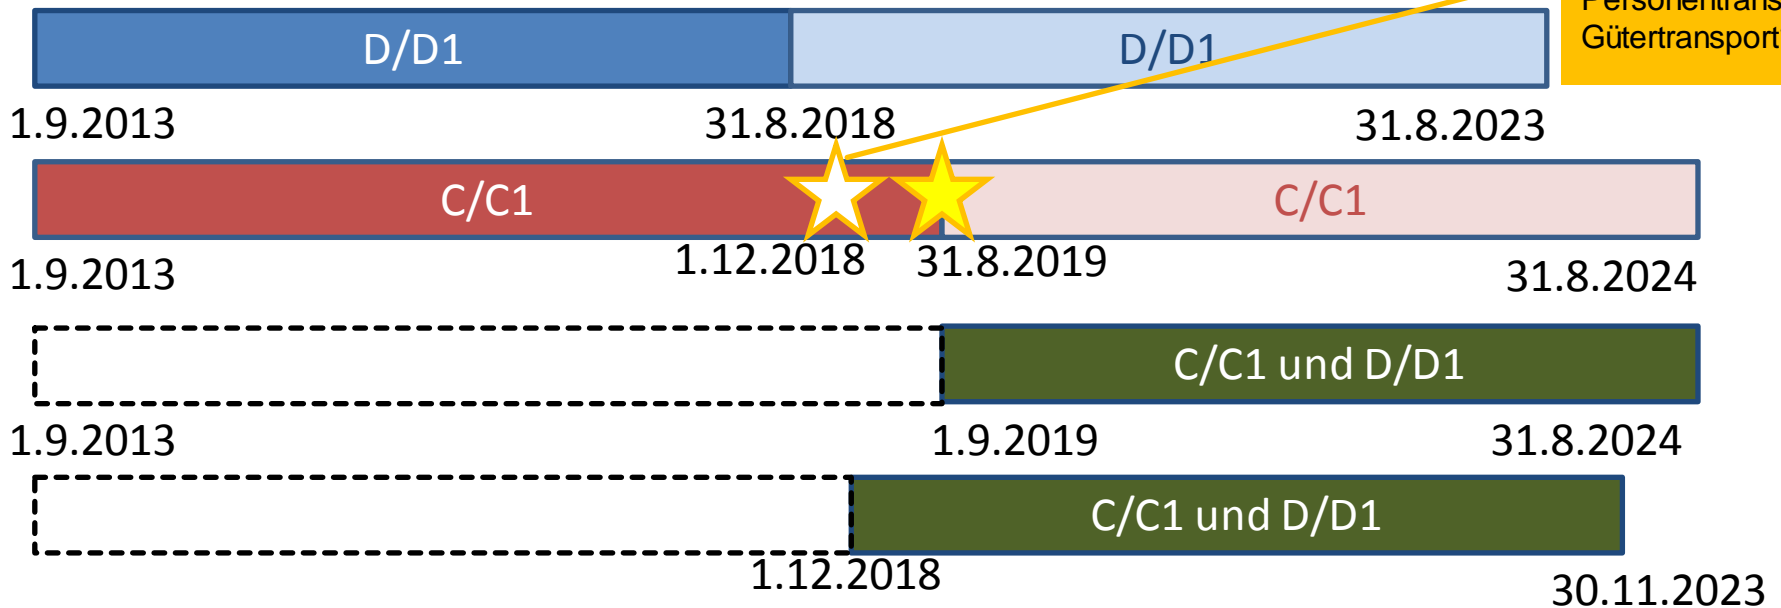 Gütertransport
D/D1 D/D1
1.9.2013 31.8.2018 31.8.2023
C/C1 C/C1
1.9.2013 1.12.2018 31.8.2019 31.8.2024
C/C1 und D/D1
1.9.2013 1.9.2019 31.8.2024
C/C1 und D/D1
1.12.2018 30.11.2023